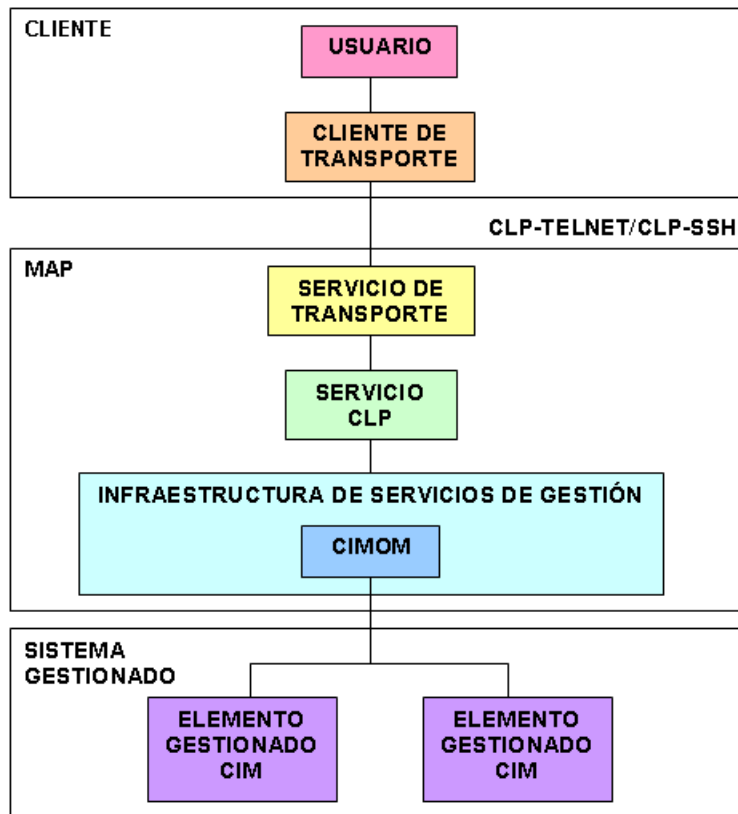 CLIENTE
USUARIO
CLIENTE DE
TRANSPORTE
CLP-TELNET/CLP-SSH
MAP
SERVICIO DE
TRANSPORTE
SERVICIO
CLP
INFRAESTRUCTURA DE SERVICIOS DE GESTIÓN
CIMOM
SISTEMA
GESTIONADO
ELEMENTO
GESTIONADO
CIM
ELEMENTO
GESTIONADO
CIM